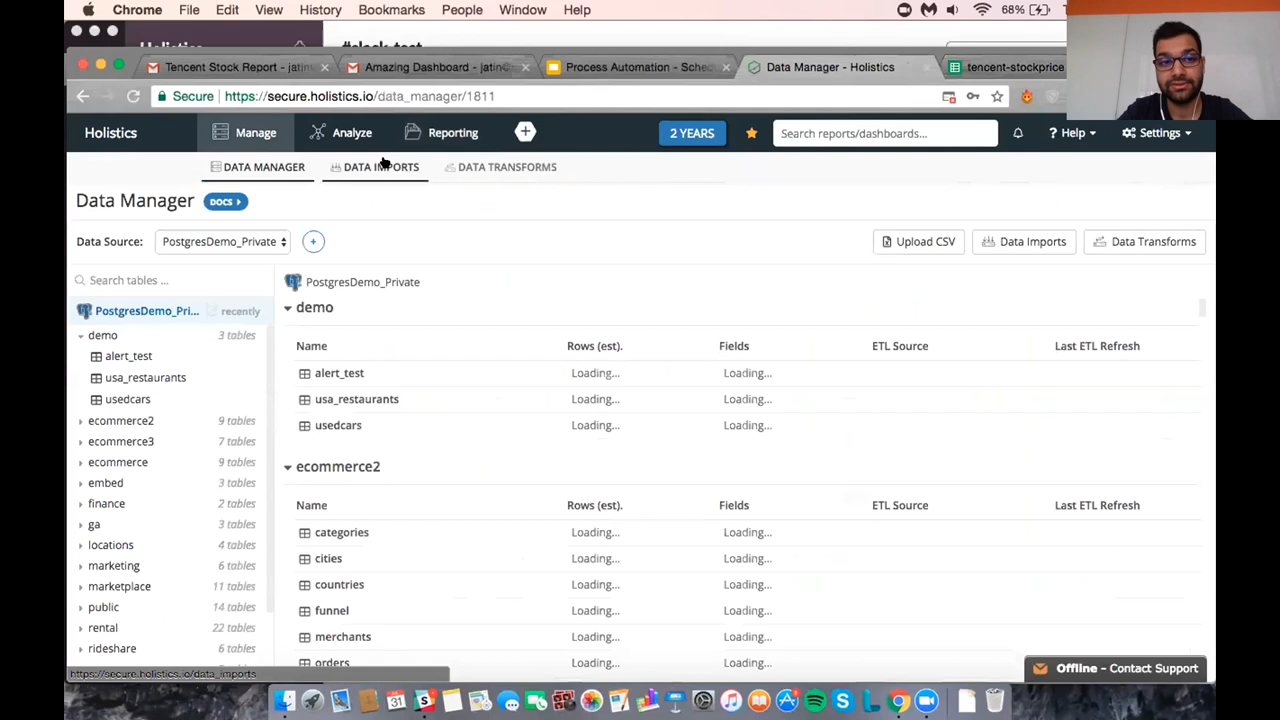 Chrome File Edit View History Bookmarks People Window Help 68%
Holistics #slack_test
Tencent Stock Report - jatin Amazing Dashboard - jatin@ Process Automation - Sched Data Manager - Holistics tencent-stockprice
Secure https://secure.holistics.io/data_manager/1811
Holistics Manage Analyze Reporting 2 YEARS Search reports/dashboards... Help Settings
DATA MANAGER DATA IMPORTS DATA TRANSFORMS
Data Manager DOCS
Data Source: PostgresDemo_Private + Upload CSV Data Imports Data Transforms
Search tables ... PostgresDemo_Private
PostgresDemo_Pri... recently demo
demo 3 tables Name Rows (est). Fields ETL Source Last ETL Refresh
alert_test alert_test Loading... Loading...
usa_restaurants usa_restaurants Loading... Loading...
usedcars usedcars Loading... Loading...
ecommerce2 9 tables
ecommerce3 7 tables
ecommerce 9 tables ecommerce2
embed 3 tables
finance 2 tables Name Rows (est). Fields ETL Source Last ETL Refresh
ga 3 tables categories Loading... Loading...
locations 4 tables cities Loading... Loading...
marketing 6 tables
marketplace 11 tables countries Loading... Loading...
public 14 tables funnel Loading... Loading...
rental 22 tables merchants Loading... Loading...
rideshare 6 tables orders Loading... Loading...
https://secure.holistics.io/data_imports Offline - Contact Support
31